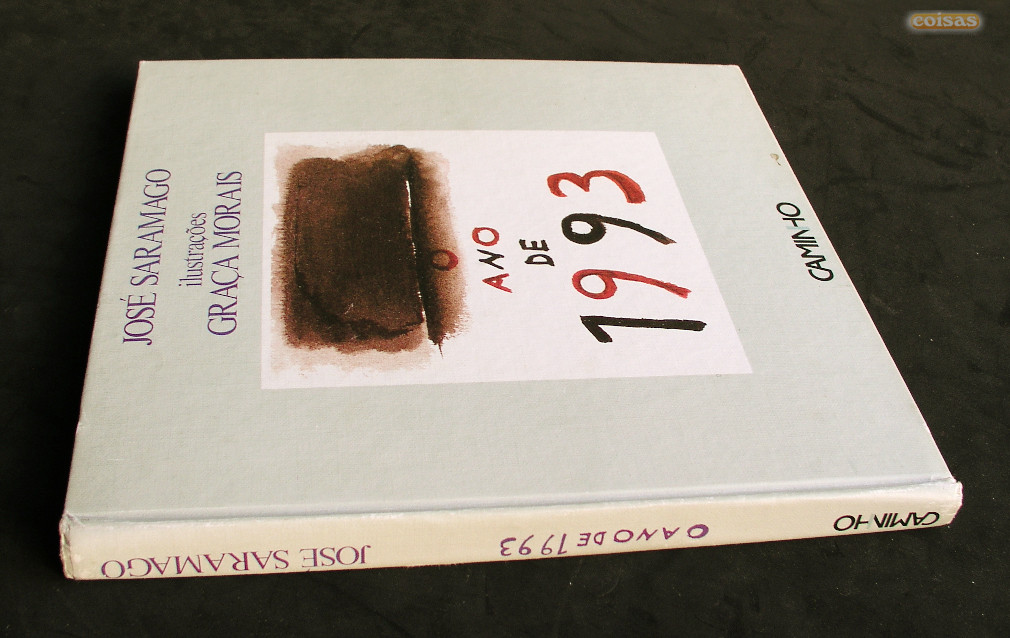 JOSÉ SARAMAGO
ilustrações
GRAÇA MORAIS
O
ANO
DE
1993
CAMINHO
JOSÉ SARAMAGO
O ANO DE 1993
CAMINHO
coisas